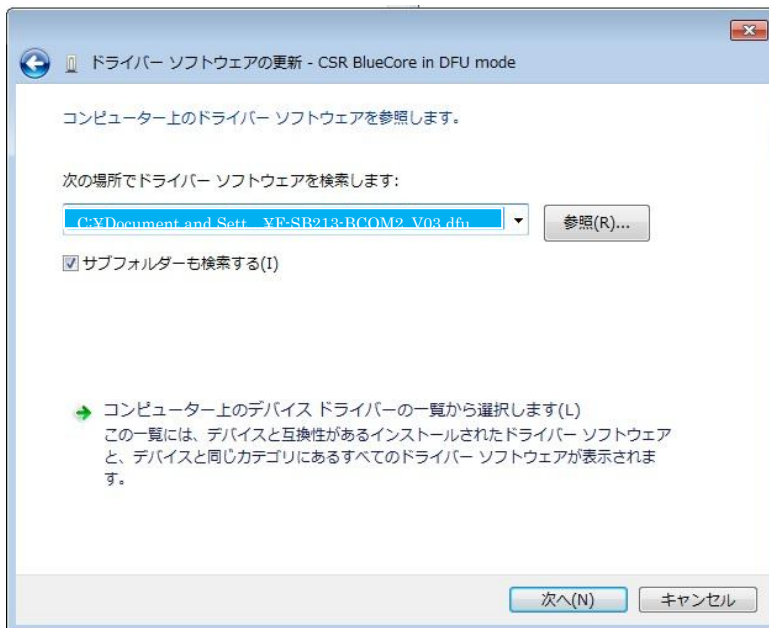 ドライバー ソフトウェアの更新 - CSR BlueCore in DFU mode
コンピューター上のドライバー ソフトウェアを参照します。
次の場所でドライバー ソフトウェアを検索します:
C:¥Document and Sett ¥F-SB213-BCOM2_V03.dfu
参照(R)...
サブフォルダーも検索する(I)
コンピューター上のデバイス ドライバーの一覧から選択します(L)
この一覧には、デバイスと互換性があるインストールされたドライバー ソフトウェア
と、デバイスと同じカテゴリにあるすべてのドライバー ソフトウェアが表示されま
す。
次へ(N) キャンセル